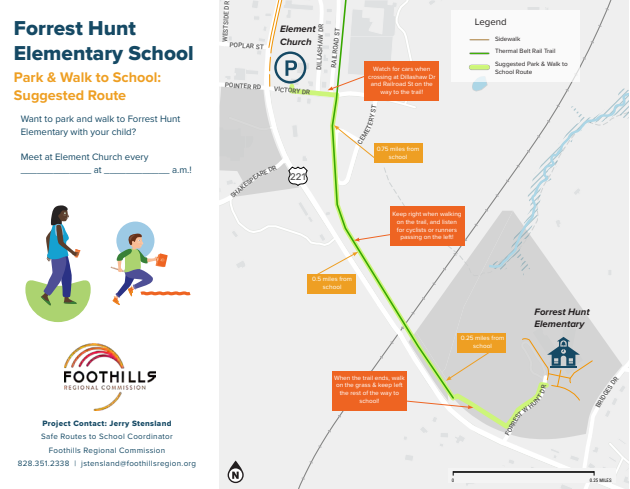 Forrest Hunt
Elementary School
Park & Walk to School:
Suggested Route
Want to park and walk to Forrest Hunt
Elementary with your child?
Meet at Element Church every
______________ at _____________ a.m.!
FOOTHILLS
REGIONAL COMMISSION
Project Contact: Jerry Stensland
Safe Routes to School Coordinator
Foothills Regional Commission
828.351.2338 | jstensland@foothillsregion.org
WESTSIDE DR
POPLAR ST
Element
Church
P
DILLASHAW DR
RAILROAD ST
POINTER RD
VICTORY DR
Watch for cars when
crossing at Dillashaw Dr
and Railroad St on the
way to the trail!
Legend
Sidewalk
Thermal Belt Rail Trail
Suggested Park & Walk to
School Route
CEMETERY ST
0.75 miles from
school
SHAKESPEARE DR
221
Keep right when walking
on the trail, and listen
for cyclists or runners
passing on the left!
0.5 miles from
school
Forrest Hunt
Elementary
0.25 miles from
school
When the trail ends, walk
on the grass & keep left
the rest of the way to
school!
FORREST W HUNT DR
BRIDGES DR
N
0
0.25 MILES